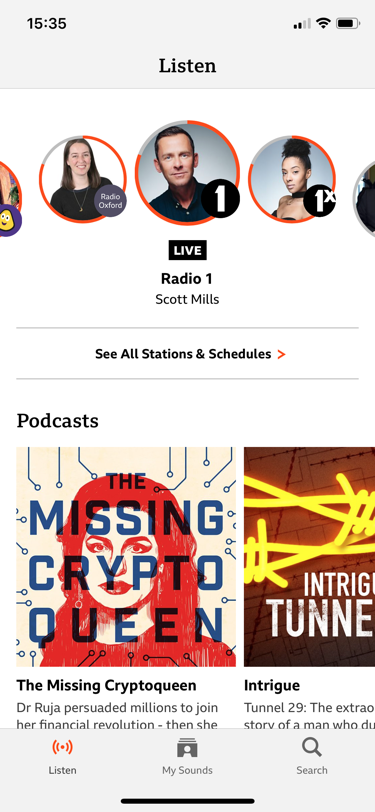 15:35
Listen
Radio
Oxford
1
1X
LIVE
Radio 1
Scott Mills
See All Stations & Schedules >
Podcasts
THE
MISSING
CRYPTO
QUEEN
INTRIGU
TUNNE
The Missing Cryptoqueen
Dr Ruja persuaded millions to join
her financial revolution - then she
Intrigue
Tunnel 29: The extrao
story of a man who du
Listen
My Sounds
Search